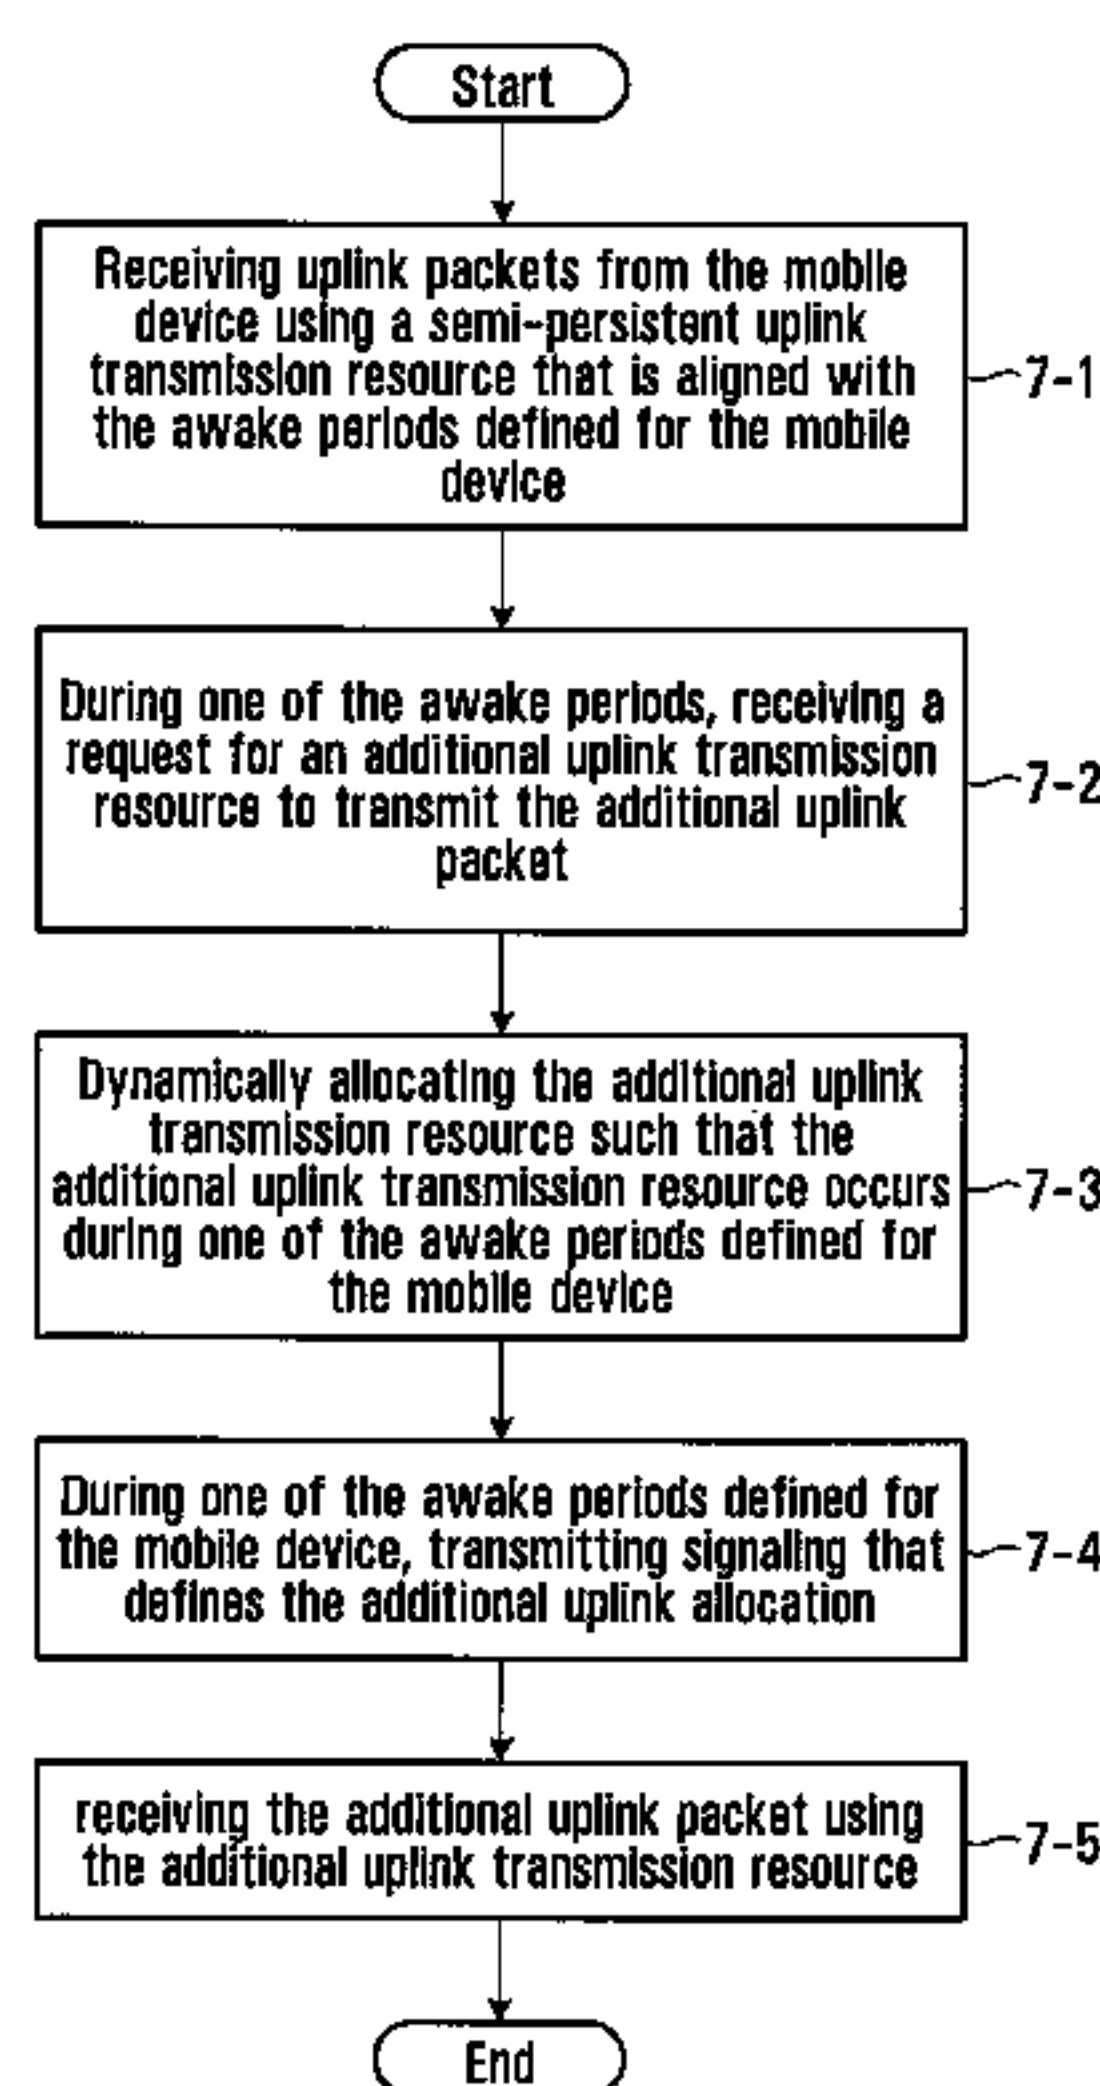 Start
Receiving uplink packets from the mobile
device using a semi-persistent uplink
transmission resource that is aligned with
the awake periods defined for the mobile
device
7-1
During one of the awake periods, receiving a
request for an additional uplink transmission
resource to transmit the additional uplink
packet
7-2
Dynamically allocating the additional uplink
transmission resource such that the
additional uplink transmission resource occurs
during one of the awake periods defined for
the mobile device
7-3
During one of the awake periods defined for
the mobile device, transmitting signaling that
defines the additional uplink allocation
7-4
receiving the additional uplink packet using
the additional uplink transmission resource
7-5
End